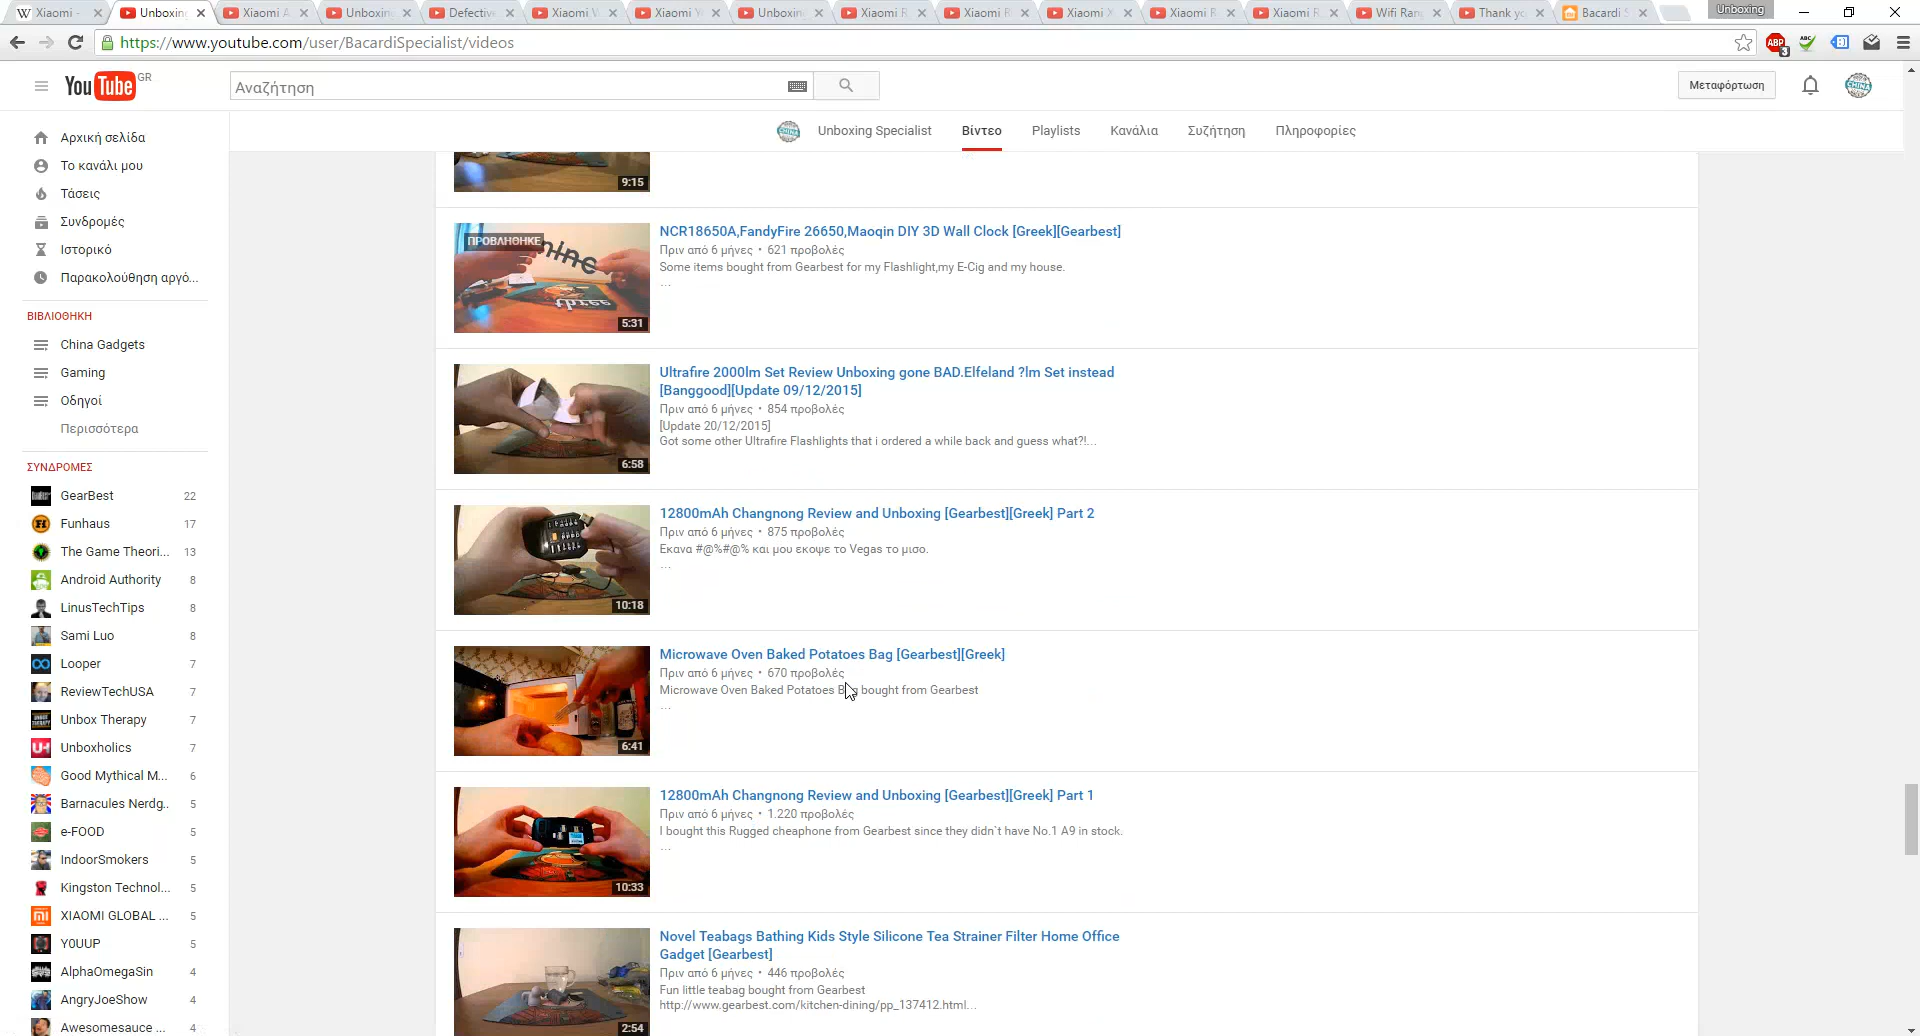 Xiaomi -
Unboxing
Xiaomi A
Unboxing
Defective
Xiaomi
Xiaomi
Unboxing
Xiaomi R
Xiaomi R
Xiaomi
Xiaomi R
Xiaomi R
Wifi Ran
Thank yo
Bacardi S
Unboxing
https://www.youtube.com/user/BacardiSpecialist/videos
ABP
3
ABC
You Tube GR
Αναζήτηση
Μεταφόρτωση
CHINA
CHINA
Unboxing Specialist
Βίντεο
Playlists
Κανάλια
Συζήτηση
Πληροφορίες
Αρχική σελίδα
Το κανάλι μου
Τάσεις
Συνδρομές
Ιστορικό
Παρακολούθηση αργό...
ΒΙΒΛΙΟΘΗΚΗ
China Gadgets
Gaming
Οδηγοί
Περισσότερα
ΣΥΝΔΡΟΜΕΣ
GearBest 22
Funhaus 17
The Game Theori... 13
Android Authority 8
LinusTechTips 8
Sami Luo 8
Looper 7
ReviewTechUSA 7
Unbox Therapy 7
Unboxholics 7
Good Mythical M... 6
Barnacules Nerdg.. 5
e-FOOD 5
IndoorSmokers 5
Kingston Technol... 5
XIAOMI GLOBAL ... 5
Y0UUP 5
AlphaOmegaSin 4
AngryJoeShow 4
Awesomesauce ... 4
9:15
ΠΡΟΒΛΗΘΗΚΕ
nine
three
5:31
NCR18650A,FandyFire 26650,Maoqin DIY 3D Wall Clock [Greek][Gearbest]
Πριν από 6 μήνες • 621 προβολές
Some items bought from Gearbest for my Flashlight,my E-Cig and my house.
...
6:58
Ultrafire 2000lm Set Review Unboxing gone BAD.Elfeland ?lm Set instead
[Banggood][Update 09/12/2015]
Πριν από 6 μήνες • 854 προβολές
[Update 20/12/2015]
Got some other Ultrafire Flashlights that i ordered a while back and guess what?!...
10:18
12800mAh Changnong Review and Unboxing [Gearbest][Greek] Part 2
Πριν από 6 μήνες • 875 προβολές
Εκανα #@%#@% και μου εκοψε το Vegas το μισο.
...
6:41
Microwave Oven Baked Potatoes Bag [Gearbest][Greek]
Πριν από 6 μήνες • 670 προβολές
Microwave Oven Baked Potatoes Bag bought from Gearbest
...
10:33
12800mAh Changnong Review and Unboxing [Gearbest][Greek] Part 1
Πριν από 6 μήνες • 1.220 προβολές
I bought this Rugged cheaphone from Gearbest since they didn`t have No.1 A9 in stock.
...
2:54
Novel Teabags Bathing Kids Style Silicone Tea Strainer Filter Home Office
Gadget [Gearbest]
Πριν από 6 μήνες • 446 προβολές
Fun little teabag bought from Gearbest
http://www.gearbest.com/kitchen-dining/pp_137412.html...